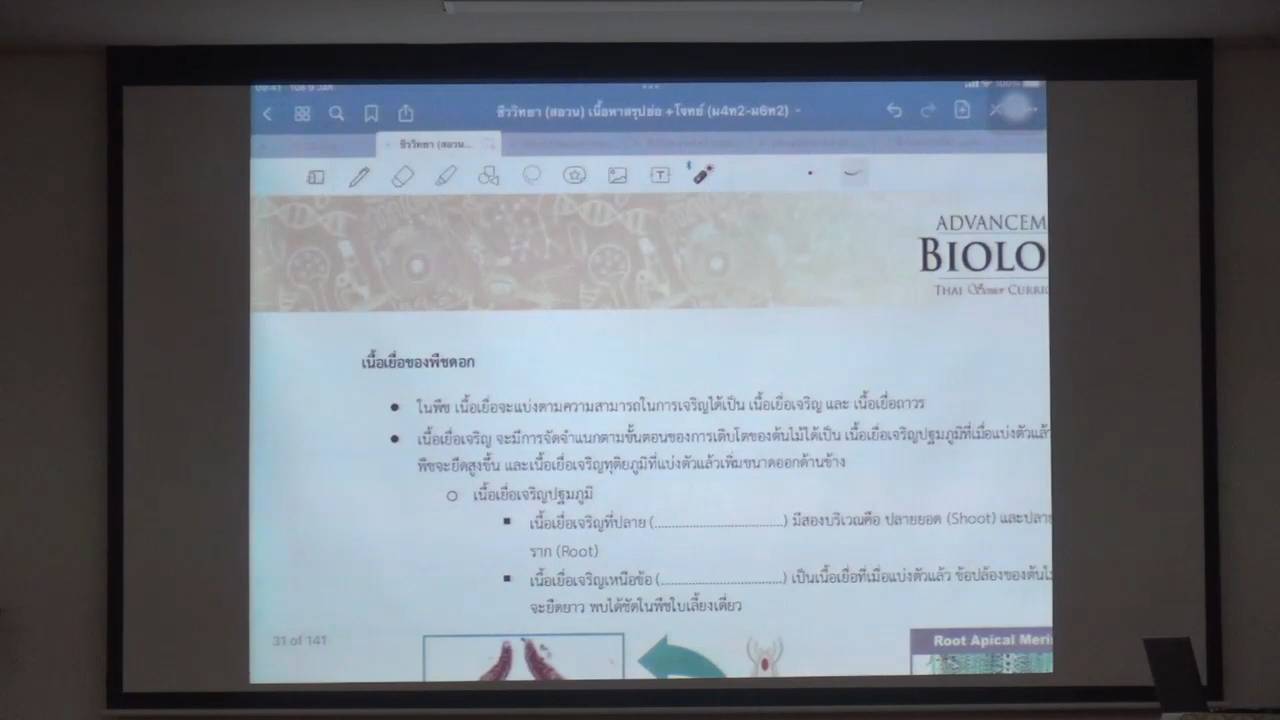 09:41 Tue 9 Jan 100%
ชีววิทยา (สอวน) เนื้อหาสรุปย่อ +โจทย์ (ม4ท2-ม6ท2)
ชีววิทยา (สอวน...
ADVANCEM
BIOLO
THAI Senior CURRIC
เนื้อเยื่อของพืชดอก
● ในพืช เนื้อเยื่อจะแบ่งตามความสามารถในการเจริญได้เป็น เนื้อเยื่อเจริญ และ เนื้อเยื่อถาวร
● เนื้อเยื่อเจริญ จะมีการจัดจำแนกตามขั้นตอนของการเติบโตของต้นไม้ได้เป็น เนื้อเยื่อเจริญปฐมภูมิที่เมื่อแบ่งตัวแล้ว
พืชจะยืดสูงขึ้น และเนื้อเยื่อเจริญทุติยภูมิที่แบ่งตัวแล้วเพิ่มขนาดออกด้านข้าง
○ เนื้อเยื่อเจริญปฐมภูมิ
■ เนื้อเยื่อเจริญที่ปลาย (................................) มีสองบริเวณคือ ปลายยอด (Shoot) และปลาย
ราก (Root)
■ เนื้อเยื่อเจริญเหนือข้อ (................................) เป็นเนื้อเยื่อที่เมื่อแบ่งตัวแล้ว ข้อปล้องของต้นไ
จะยืดยาว พบได้ชัดในพืชใบเลี้ยงเดี่ยว
31 of 141
Root Apical Meris